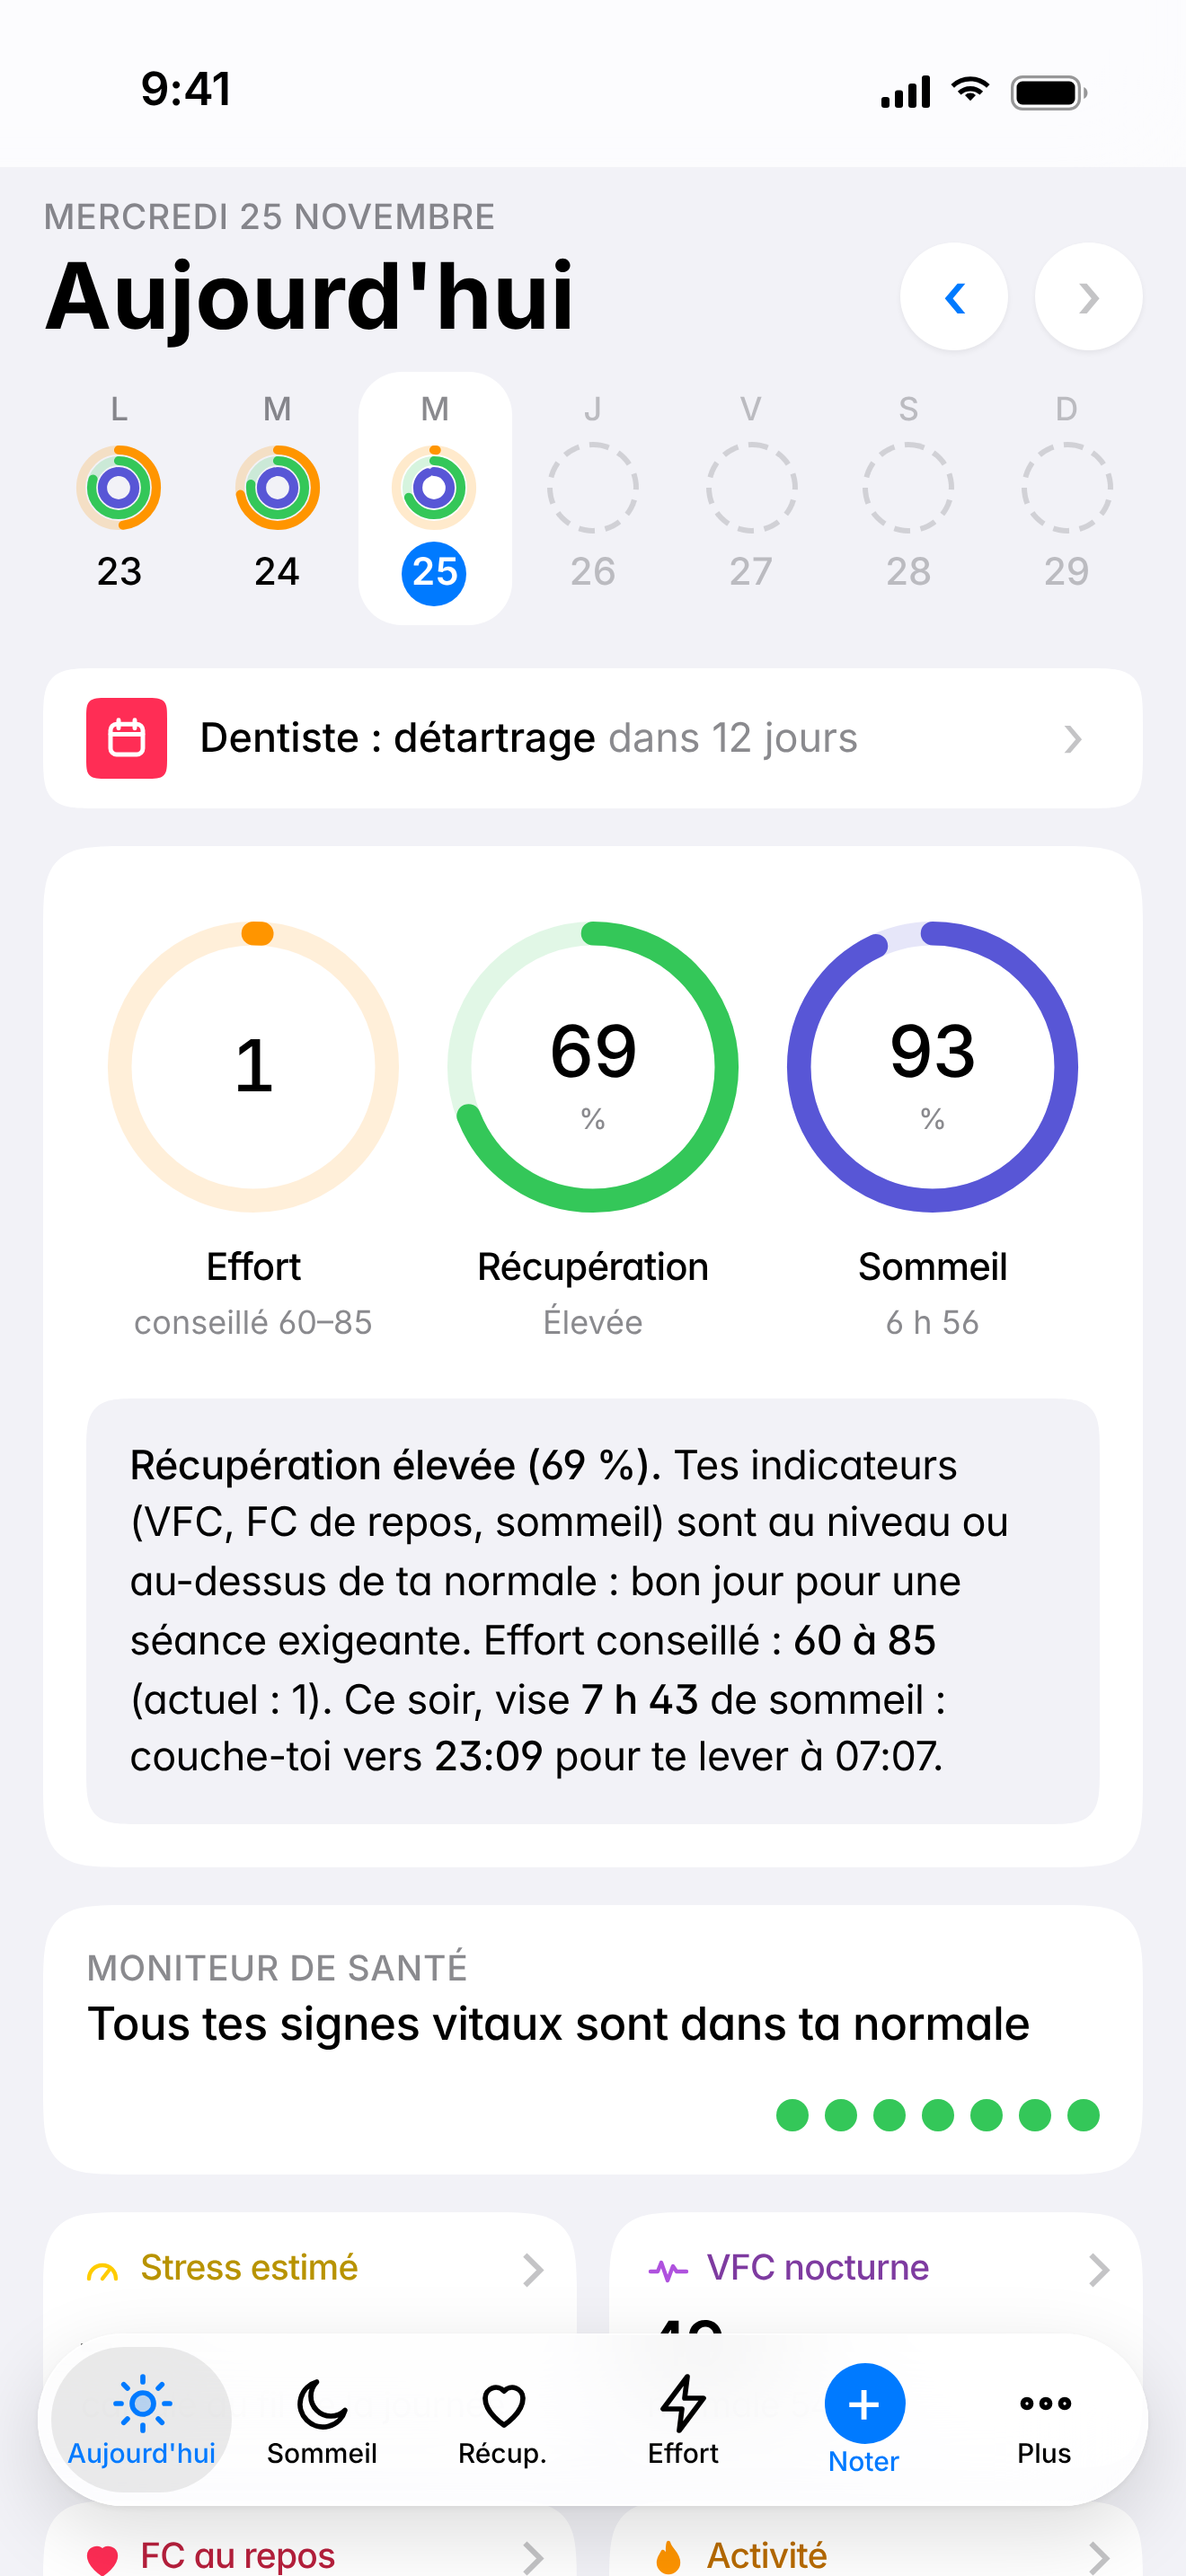 9:41
MERCREDI 25 NOVEMBRE
Aujourd'hui
L M M J V S D
23 24 25 26 27 28 29
Dentiste : détartrage dans 12 jours
1 69 % 93 %
Effort Récupération Sommeil
conseillé 60–85 Élevée 6 h 56
Récupération élevée (69 %). Tes indicateurs
(VFC, FC de repos, sommeil) sont au niveau ou
au-dessus de ta normale : bon jour pour une
séance exigeante. Effort conseillé : 60 à 85
(actuel : 1). Ce soir, vise 7 h 43 de sommeil :
couche-toi vers 23:09 pour te lever à 07:07.
MONITEUR DE SANTÉ
Tous tes signes vitaux sont dans ta normale
Stress estimé VFC nocturne
Aujourd'hui Sommeil Récup. Effort Noter Plus
FC au repos Activité